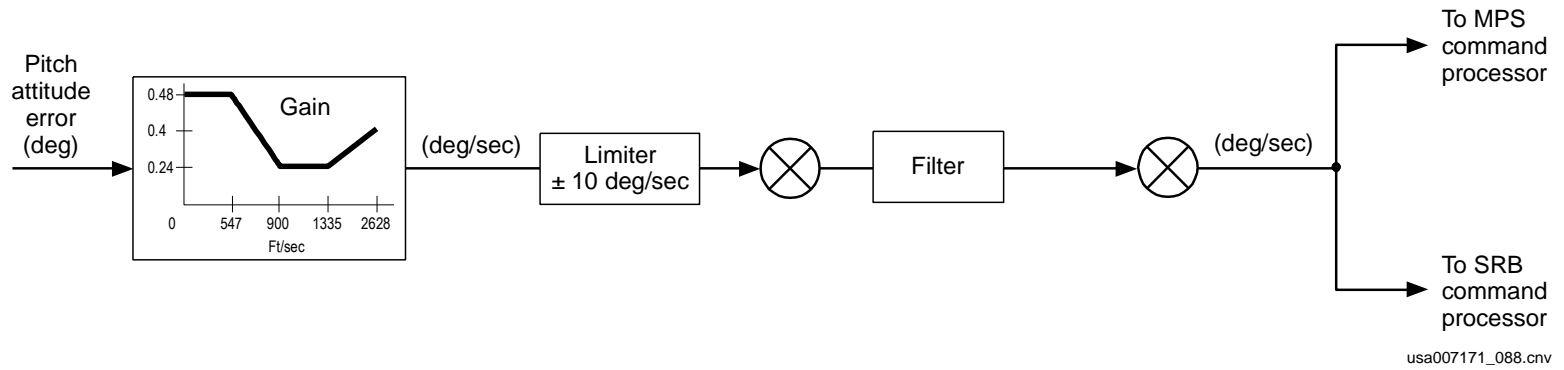 To MPS
command
processor
Pitch
attitude
error
(deg)
Gain
0.48
0.4
0.24
0 547 900 1335 2628
Ft/sec
(deg/sec)
Limiter
± 10 deg/sec
Filter
(deg/sec)
To SRB
command
processor
usa007171_088.cnv